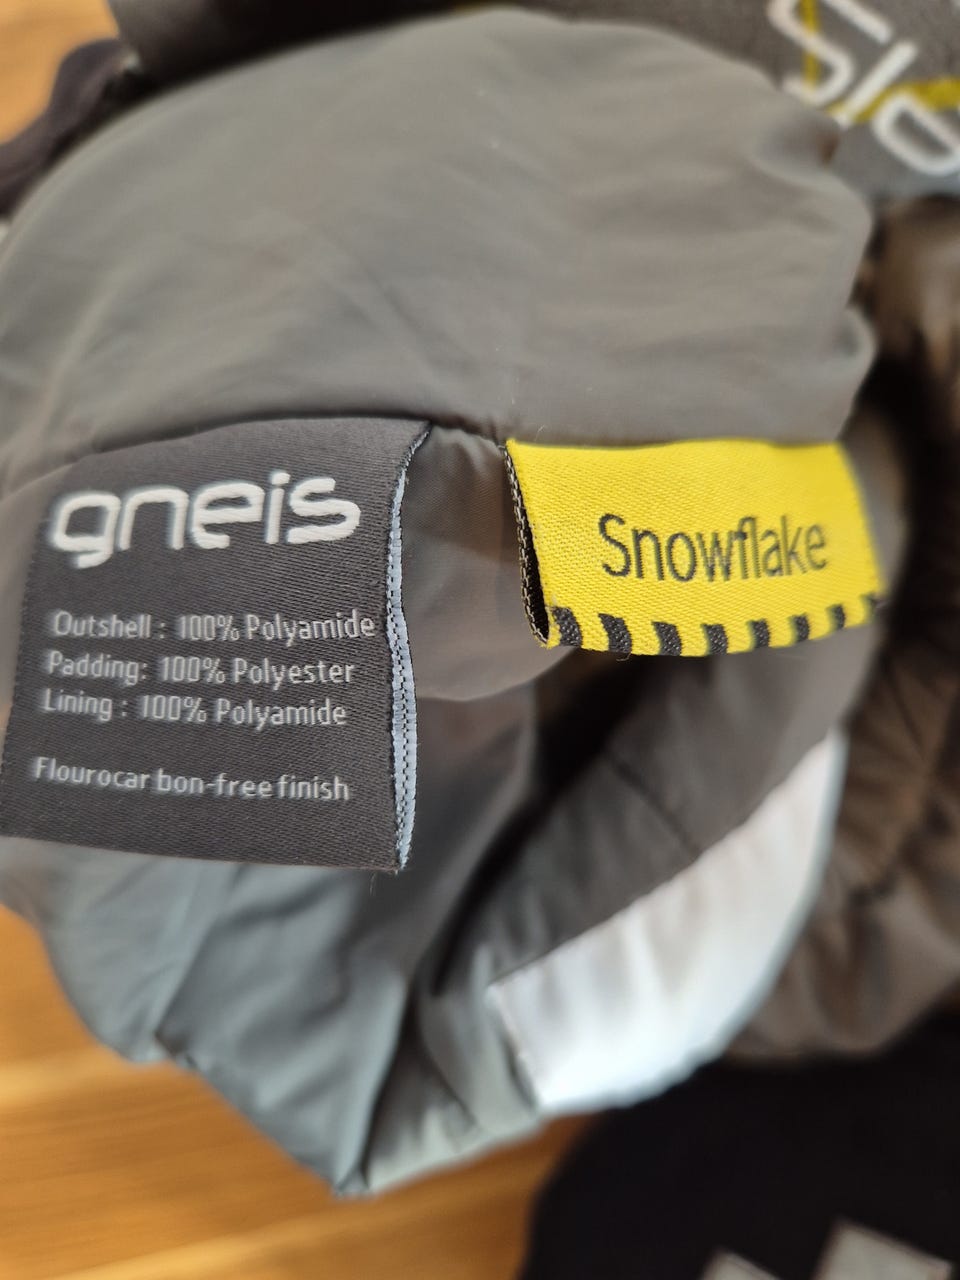 gneis
Outshell : 100% Polyamide
Padding: 100% Polyester
Lining : 100% Polyamide
Flourocar bon-free finish
Snowflake